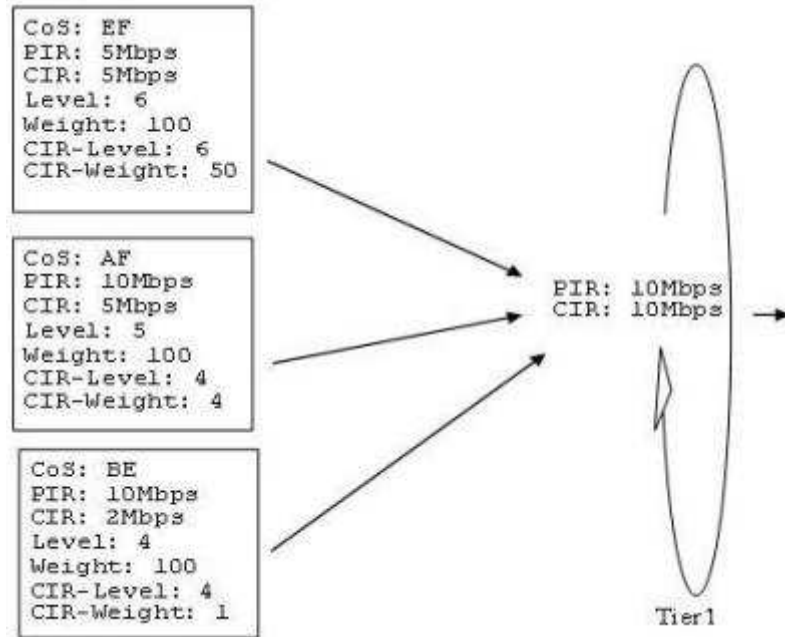 CoS: EF
PIR: 5Mbps
CIR: 5Mbps
Level: 6
Weight: 100
CIR-Level: 6
CIR-Weight: 50
CoS: AF
PIR: 10Mbps
CIR: 5Mbps
Level: 5
Weight: 100
CIR-Level: 4
CIR-Weight: 4
CoS: BE
PIR: 10Mbps
CIR: 2Mbps
Level: 4
Weight: 100
CIR-Level: 4
CIR-Weight: 1
PIR: 10Mbps
CIR: 10Mbps
Tier1